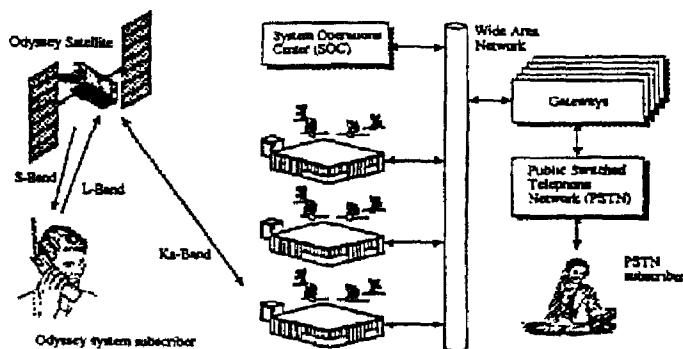 Odyssey Satellite
System Operations
Center (SOC)
Wide Area
Network
Gateways
S-Band
L-Band
Public Switched
Telephone
Network (PSTN)
Ka-Band
PSTN
subscriber
Odyssey system subscriber